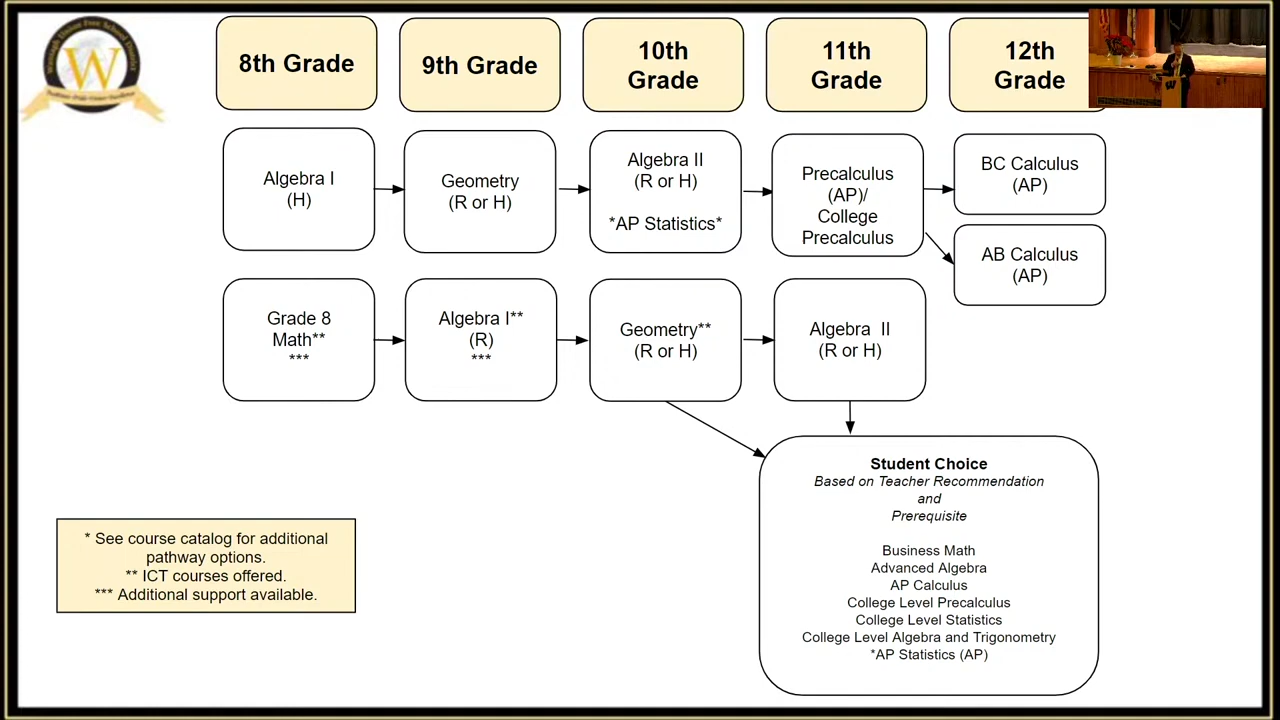 W
8th Grade
9th Grade
10th
Grade
11th
Grade
12th
Grade
Algebra I
(H)
Geometry
(R or H)
Algebra II
(R or H)
*AP Statistics*
Precalculus
(AP)/
College
Precalculus
BC Calculus
(AP)
AB Calculus
(AP)
Grade 8
Math**
***
Algebra I**
(R)
***
Geometry**
(R or H)
Algebra II
(R or H)
Student Choice
Based on Teacher Recommendation
and
Prerequisite
Business Math
Advanced Algebra
AP Calculus
College Level Precalculus
College Level Statistics
College Level Algebra and Trigonometry
*AP Statistics (AP)
* See course catalog for additional
pathway options.
** ICT courses offered.
*** Additional support available.
W